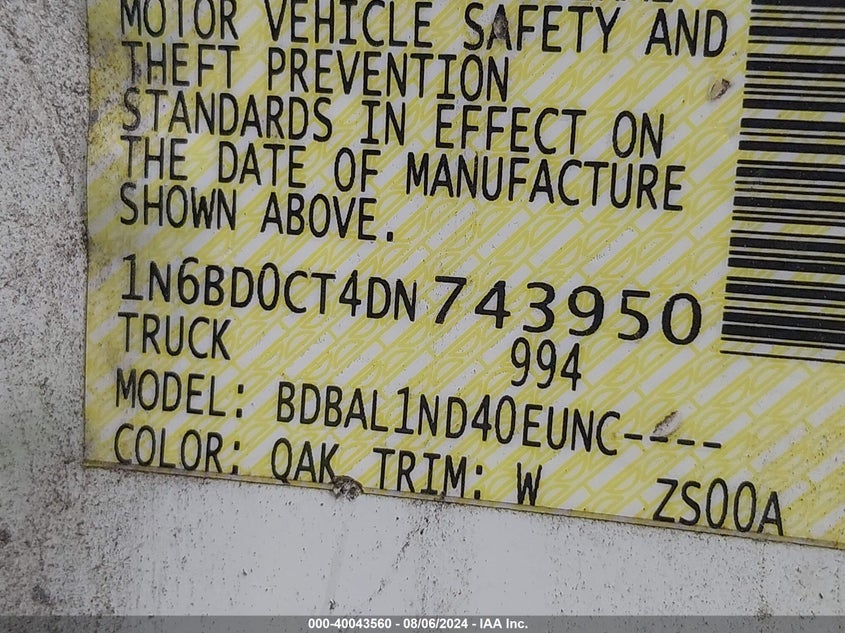 MOTOR VEHICLE SAFETY AND
THEFT PREVENTION
STANDARDS IN EFFECT ON
THE DATE OF MANUFACTURE
SHOWN ABOVE.
1N6BD0CT4DN743950
TRUCK 994
MODEL: BDBAL1ND40EUNC----
COLOR: QAK TRIM: W ZS00A
000-40043560 - 08/06/2024 - IAA Inc.